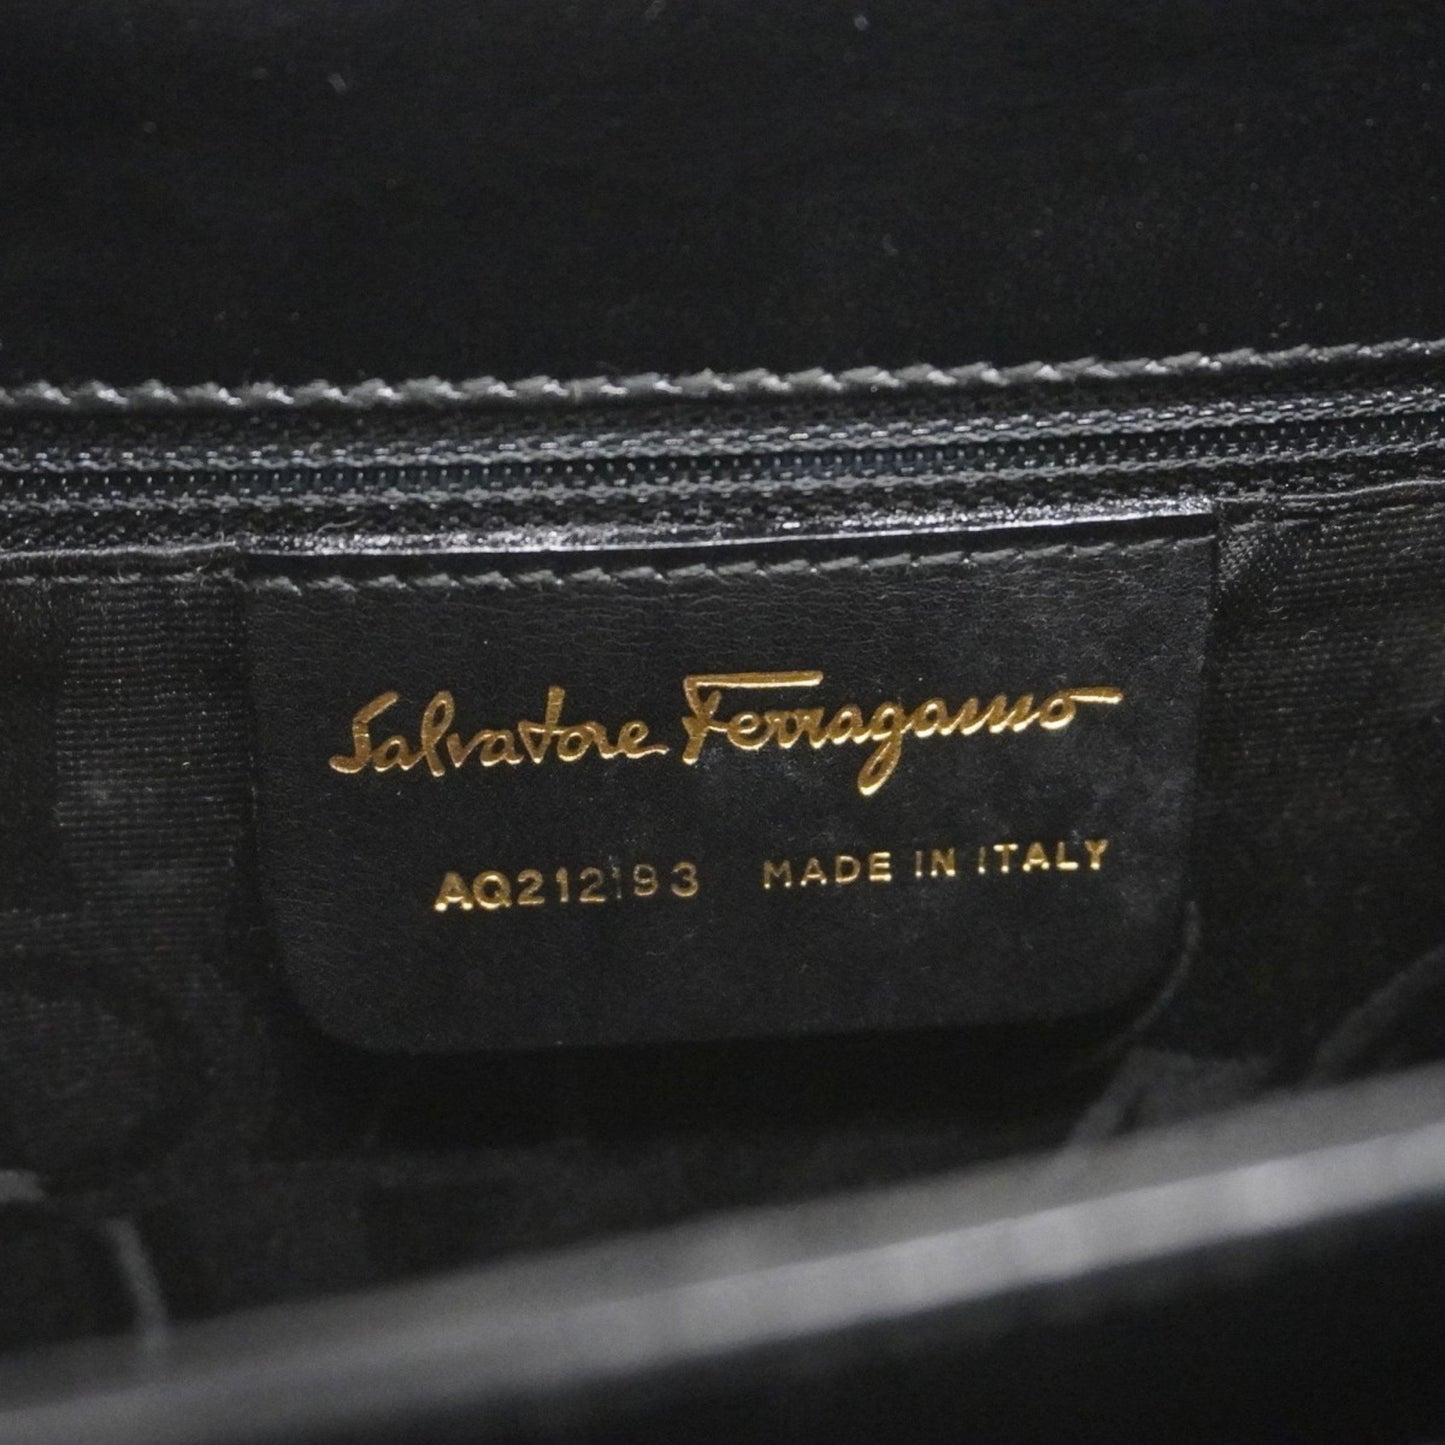 Salvatore Ferragamo
AQ212193 MADE IN ITALY